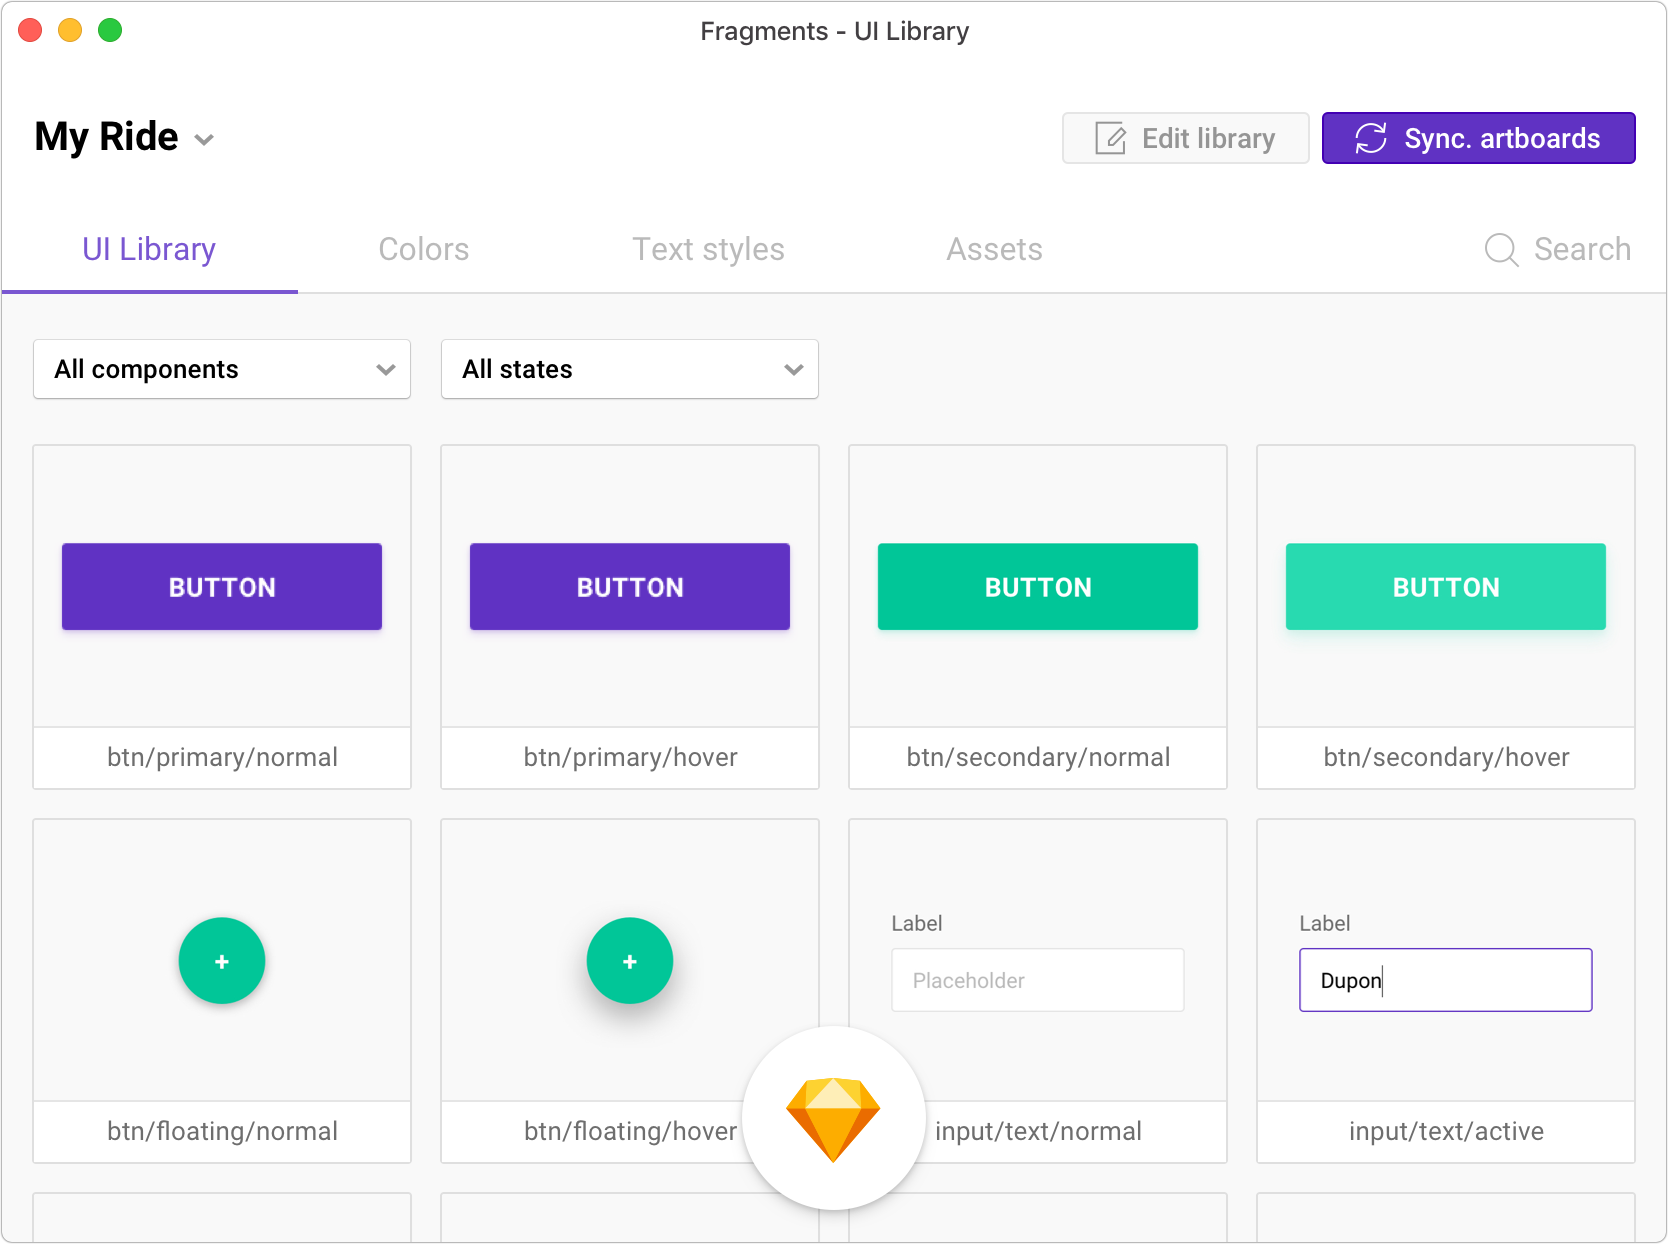 Fragments - UI Library
My Ride
Edit library
Sync. artboards
UI Library
Colors
Text styles
Assets
Search
All components
All states
BUTTON
BUTTON
BUTTON
BUTTON
btn/primary/normal
btn/primary/hover
btn/secondary/normal
btn/secondary/hover
+
+
Label
Placeholder
Label
Dupon
btn/floating/normal
btn/floating/hover
input/text/normal
input/text/active